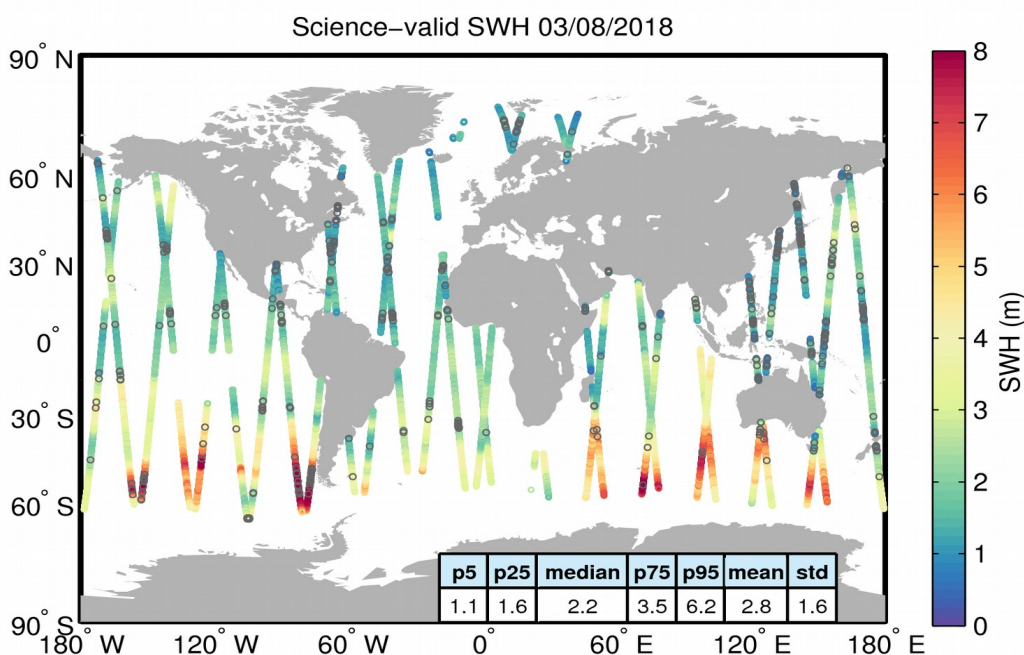 Science−valid SWH 03/08/2018
90° N
60° N
30° N
0°
30° S
60° S
90° S
180° W
120° W
60° W
0°
60° E
120° E
180° E
p5 p25 median p75 p95 mean std
1.1 1.6 2.2 3.5 6.2 2.8 1.6
8
7
6
5
4
3
2
1
0
SWH (m)